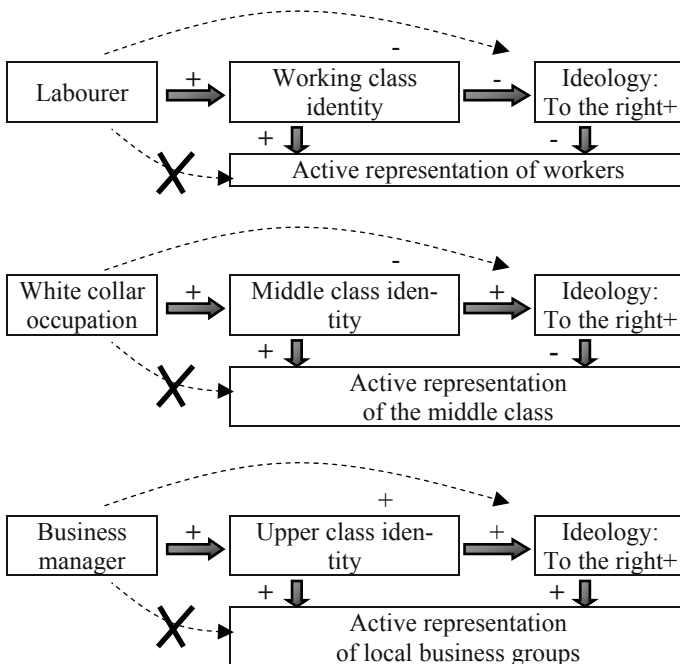 -
Labourer
+
Working class
identity
-
Ideology:
To the right+
+
-
Active representation of workers
-
White collar
occupation
+
Middle class iden-
tity
+
Ideology:
To the right+
+
-
Active representation
of the middle class
+
Business
manager
+
Upper class iden-
tity
+
Ideology:
To the right+
+
+
Active representation
of local business groups